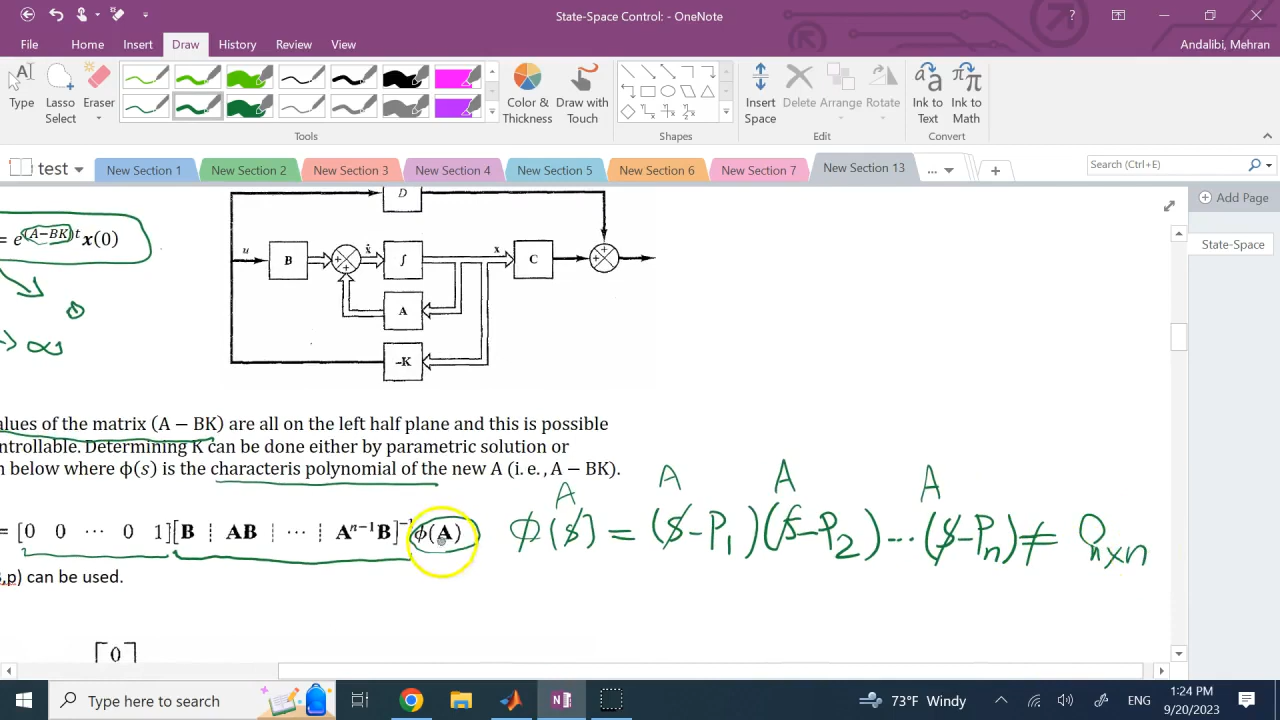 State-Space Control: - OneNote
File Home Insert Draw History Review View
Andalibi, Mehran
Type Lasso Select Eraser Color & Thickness Draw with Touch Insert Space Delete Arrange Rotate Ink to Text Ink to Math
Tools Shapes Edit Convert
test New Section 1 New Section 2 New Section 3 New Section 4 New Section 5 New Section 6 New Section 7 New Section 13 ... + Search (Ctrl+E)
Add Page
State-Space
D
= e^(A−BK)t x(0)
u B ẋ ∫ x C
+ + + +
A
0
-> ∞
−K
alues of the matrix (A − BK) are all on the left half plane and this is possible
ntrollable. Determining K can be done either by parametric solution or
n below where ϕ(s) is the characteris polynomial of the new A (i. e., A − BK).
A A A A
= [0 0 ⋯ 0 1][B ⋮ AB ⋮ ⋯ ⋮ Aⁿ⁻¹B]⁻¹ϕ(A)
ϕ(s) = (s-P₁)(s-P₂)...(s-Pₙ) ≠ 0ₙₓₙ
B,p) can be used.
[0]
Type here to search
73°F Windy
ENG
1:24 PM
9/20/2023